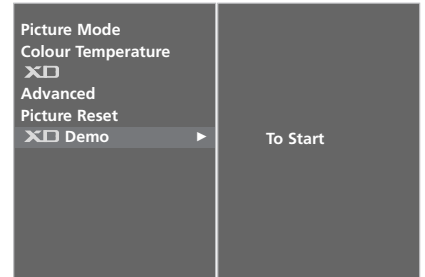 Picture Mode
Colour Temperature
XD
Advanced
Picture Reset
XD Demo ►
To Start